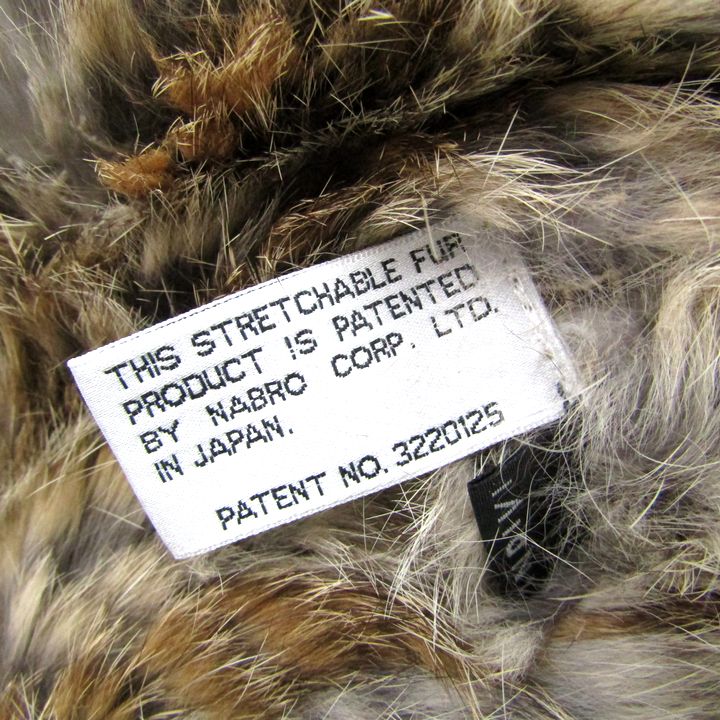 THIS STRETCHABLE FUR
PRODUCT IS PATENTED
BY NABRO CORP. LTD.
IN JAPAN.
PATENT NO. 3220125